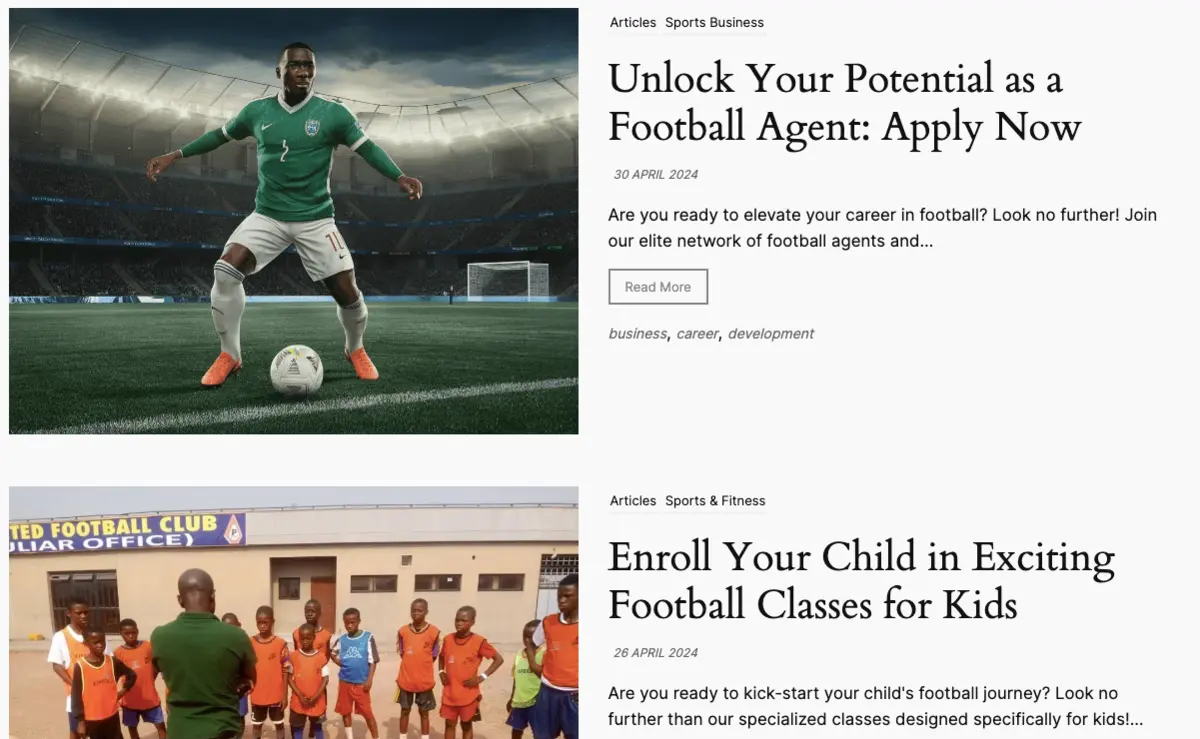 Articles Sports Business
Unlock Your Potential as a
Football Agent: Apply Now
30 APRIL 2024
Are you ready to elevate your career in football? Look no further! Join
our elite network of football agents and...
Read More
business, career, development
11
TED FOOTBALL CLUB
ULIAR OFFICE)
P
Articles Sports & Fitness
Enroll Your Child in Exciting
Football Classes for Kids
26 APRIL 2024
Are you ready to kick-start your child's football journey? Look no
further than our specialized classes designed specifically for kids!...